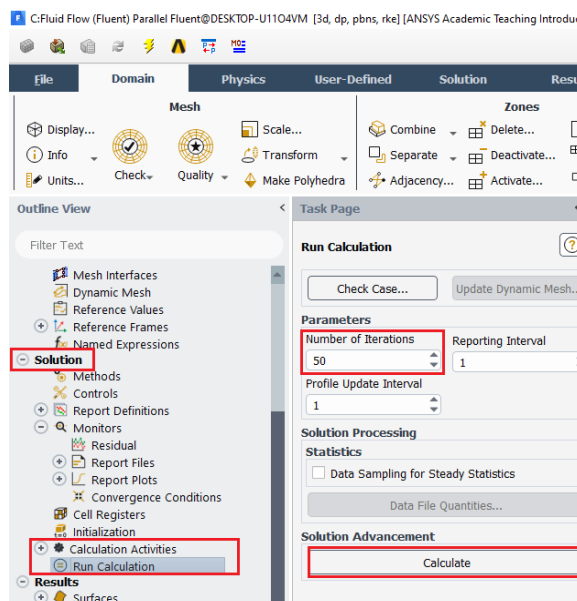 C:Fluid Flow (Fluent) Parallel Fluent@DESKTOP-U11O4VM [3d, dp, pbns, rke] [ANSYS Academic Teaching Introduc
File Domain Physics User-Defined Solution Resu
Mesh Zones
Display... Scale... Combine Delete...
Info Transform Separate Deactivate...
Units... Check Quality Make Polyhedra Adjacency... Activate...
Outline View < Task Page
Filter Text
Mesh Interfaces
Dynamic Mesh
Reference Values
Reference Frames
Named Expressions
Solution
Methods
Controls
Report Definitions
Monitors
Residual
Report Files
Report Plots
Convergence Conditions
Cell Registers
Initialization
Calculation Activities
Run Calculation
Results
Surfaces
Run Calculation ?
Check Case... Update Dynamic Mesh...
Parameters
Number of Iterations Reporting Interval
50 1
Profile Update Interval
1
Solution Processing
Statistics
Data Sampling for Steady Statistics
Data File Quantities...
Solution Advancement
Calculate